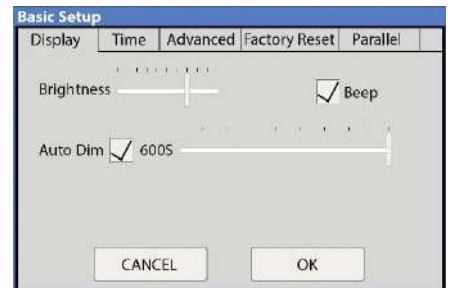 Basic Setup
Display Time Advanced Factory Reset Parallel
Brightness Beep
Auto Dim 600S
CANCEL OK